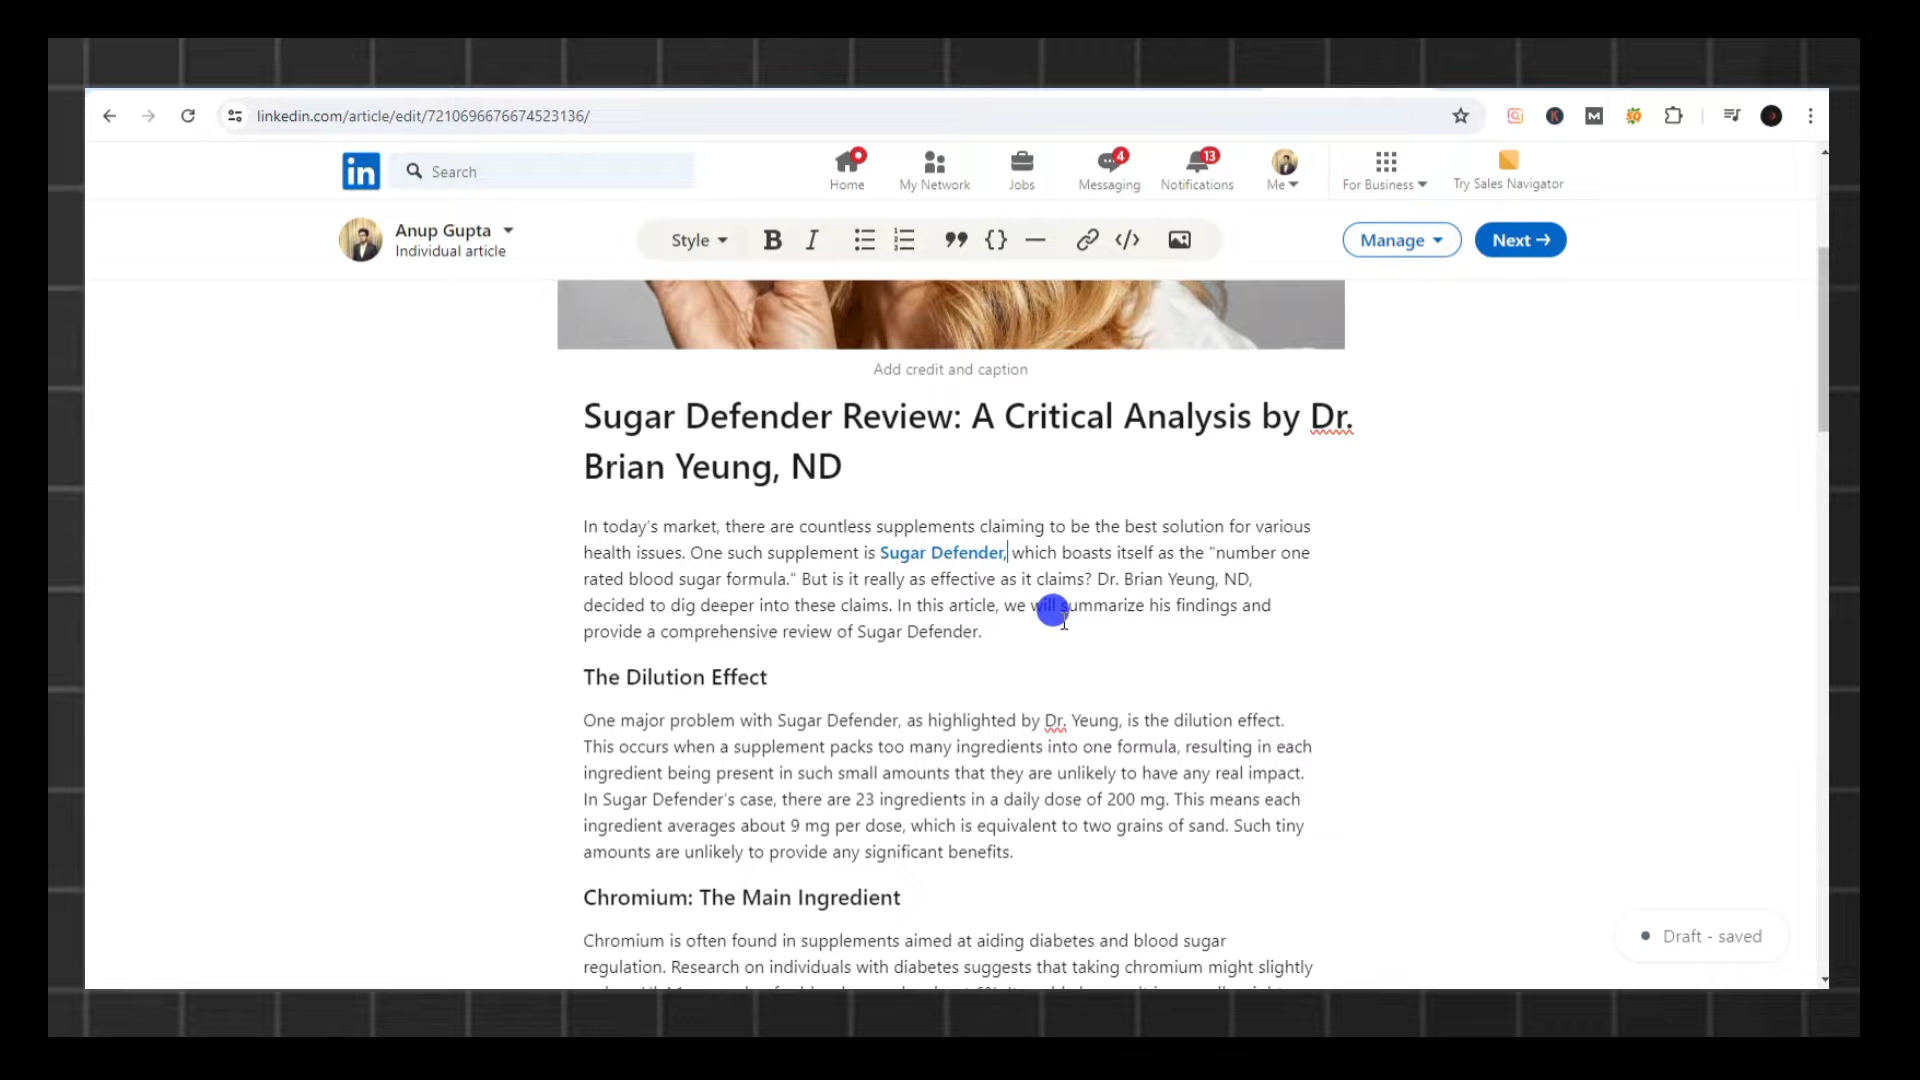 linkedin.com/article/edit/7210696676674523136/
M
in
Search
Home
My Network
Jobs
4
Messaging
13
Notifications
Me
For Business
Try Sales Navigator
Anup Gupta
Individual article
Style
B
I
Manage
Next →
Add credit and caption
Sugar Defender Review: A Critical Analysis by Dr.
Brian Yeung, ND
In today's market, there are countless supplements claiming to be the best solution for various
health issues. One such supplement is Sugar Defender, which boasts itself as the "number one
rated blood sugar formula." But is it really as effective as it claims? Dr. Brian Yeung, ND,
decided to dig deeper into these claims. In this article, we will summarize his findings and
provide a comprehensive review of Sugar Defender.
The Dilution Effect
One major problem with Sugar Defender, as highlighted by Dr. Yeung, is the dilution effect.
This occurs when a supplement packs too many ingredients into one formula, resulting in each
ingredient being present in such small amounts that they are unlikely to have any real impact.
In Sugar Defender's case, there are 23 ingredients in a daily dose of 200 mg. This means each
ingredient averages about 9 mg per dose, which is equivalent to two grains of sand. Such tiny
amounts are unlikely to provide any significant benefits.
Chromium: The Main Ingredient
Chromium is often found in supplements aimed at aiding diabetes and blood sugar
regulation. Research on individuals with diabetes suggests that taking chromium might slightly
Draft - saved